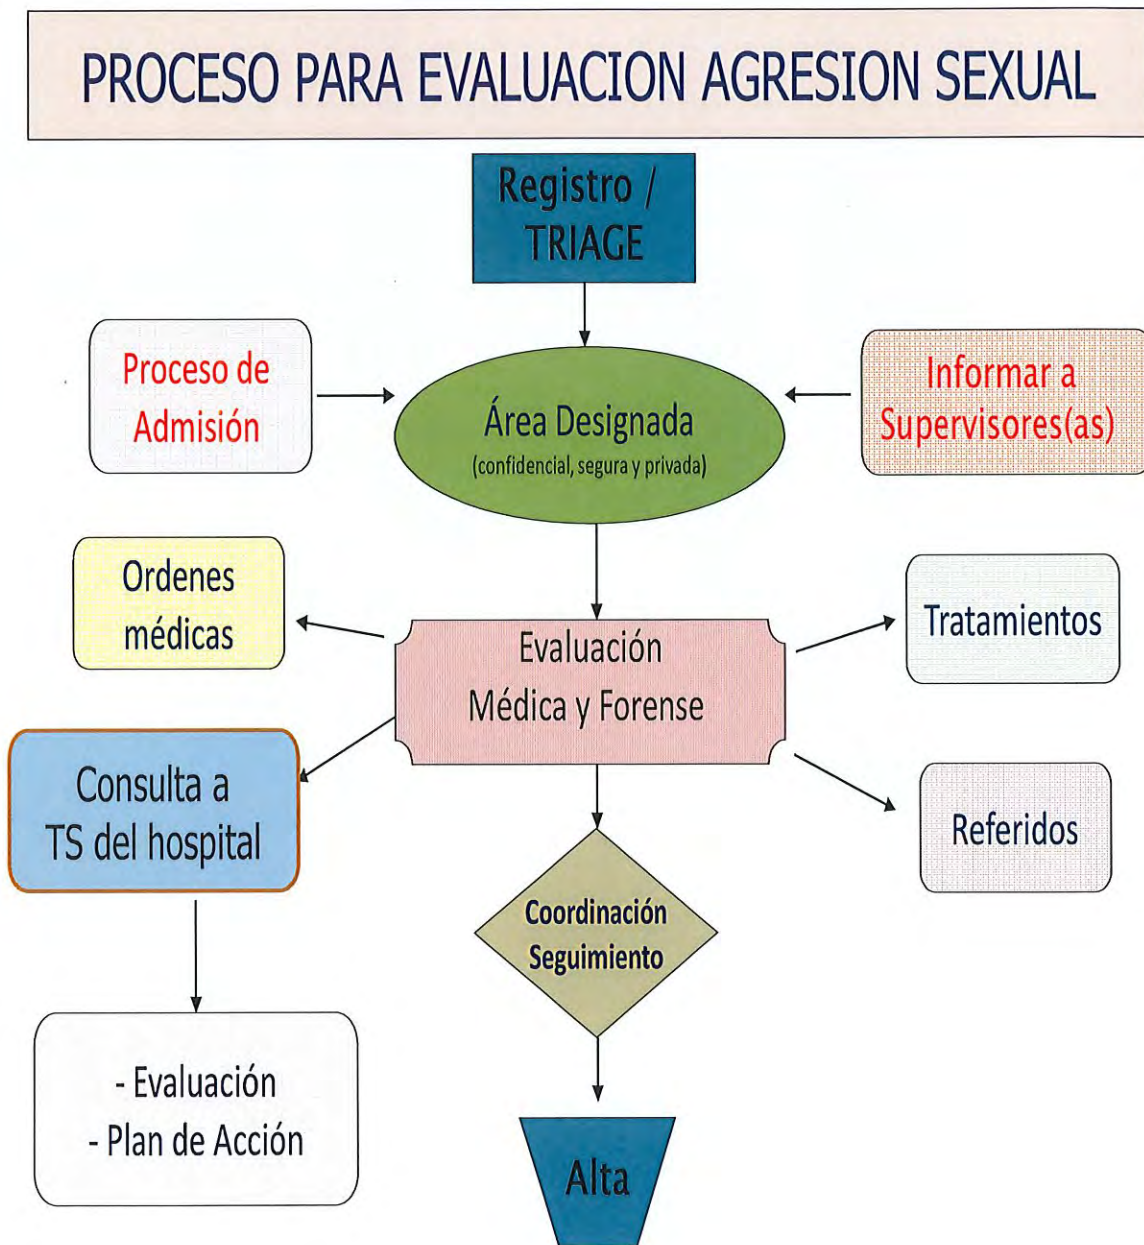 PROCESO PARA EVALUACION AGRESION SEXUAL
Registro /
TRIAGE
Proceso de
Admisión
Área Designada
(confidencial, segura y privada)
Informar a
Supervisores(as)
Ordenes
médicas
Evaluación
Médica y Forense
Tratamientos
Consulta a
TS del hospital
Referidos
Coordinación
Seguimiento
- Evaluación
- Plan de Acción
Alta